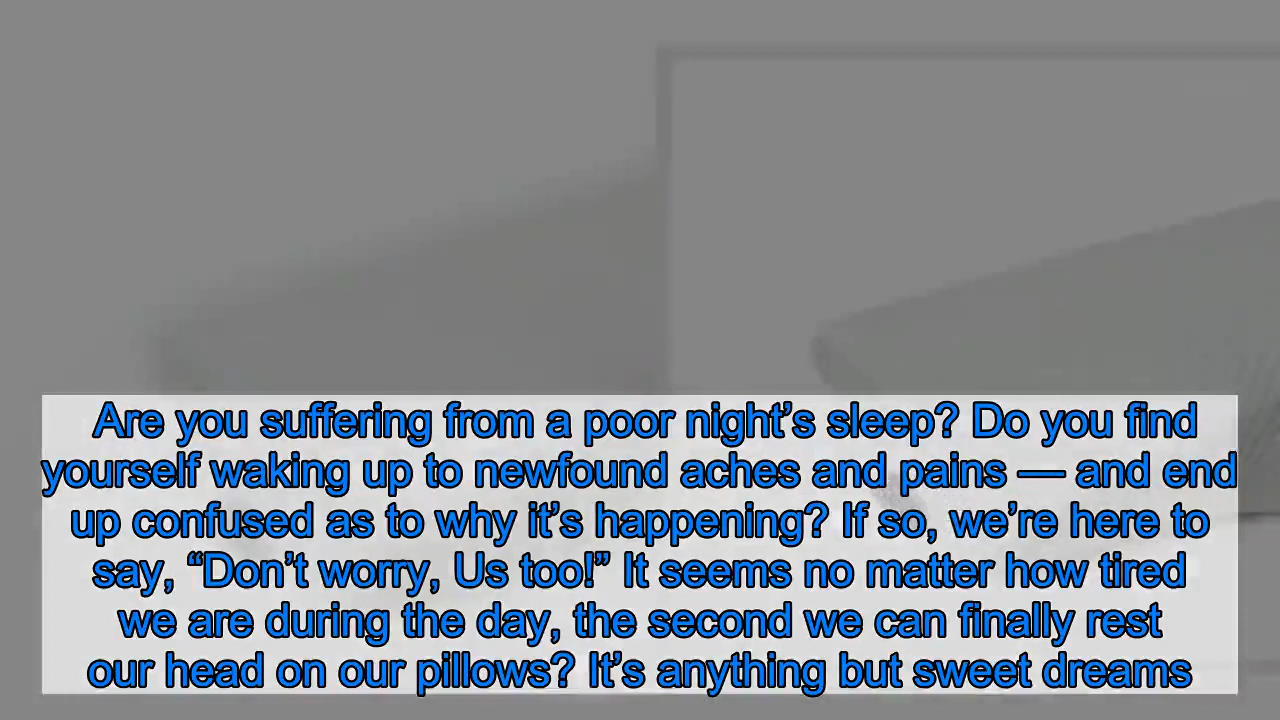 Are you suffering from a poor night’s sleep? Do you find
yourself waking up to newfound aches and pains — and end
up confused as to why it’s happening? If so, we’re here to
say, “Don’t worry, Us too!” It seems no matter how tired
we are during the day, the second we can finally rest
our head on our pillows? It’s anything but sweet dreams